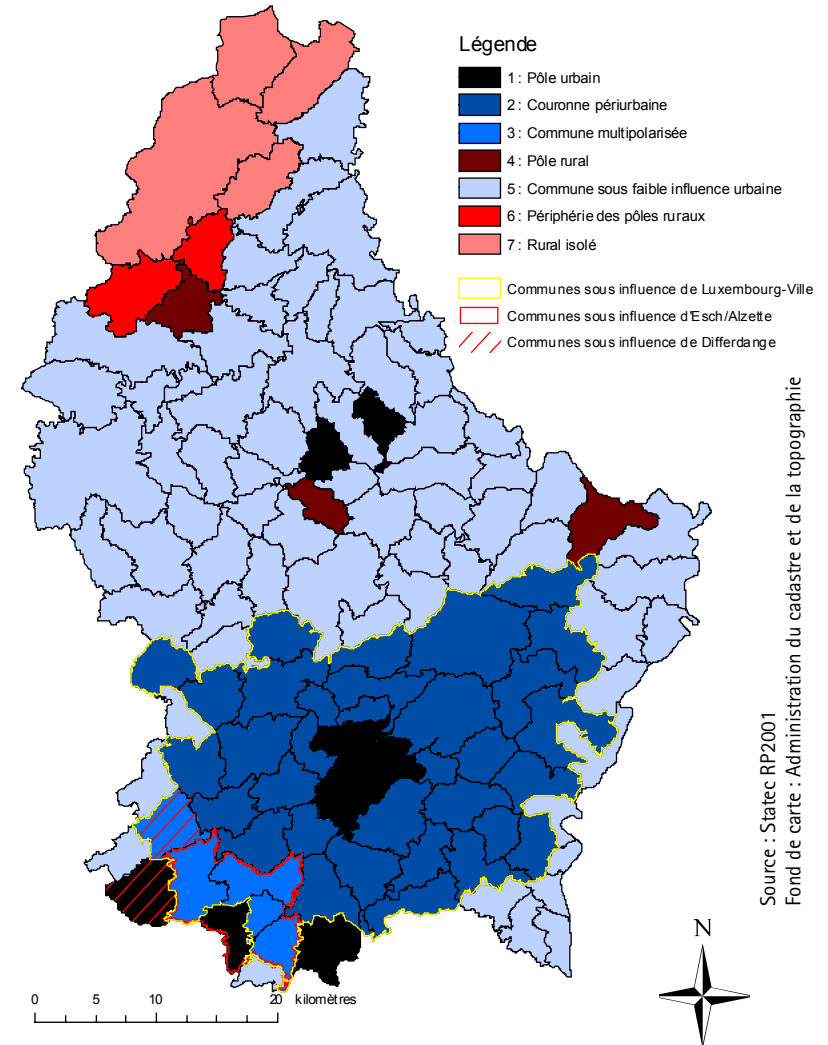 Légende
1 : Pôle urbain
2 : Couronne périurbaine
3 : Commune multipolarisée
4 : Pôle rural
5 : Commune sous faible influence urbaine
6 : Périphérie des pôles ruraux
7 : Rural isolé
Communes sous influence de Luxembourg-Ville
Communes sous influence d'Esch/Alzette
Communes sous influence de Differdange
Source : Statec RP2001
Fond de carte : Administration du cadastre et de la topographie
N
0 5 10 20 kilomètres